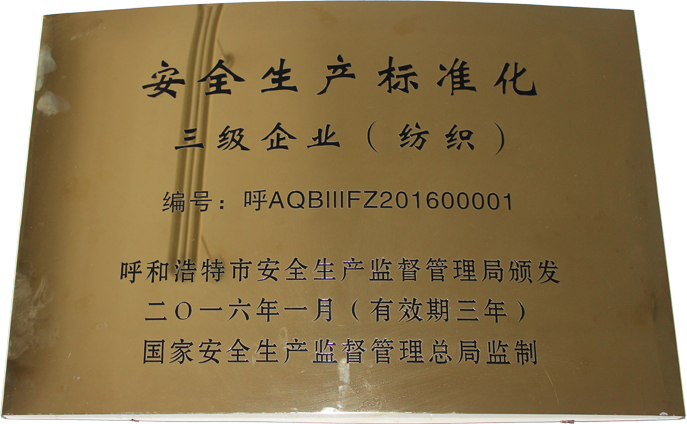 安全生产标准化
三级企业（纺织）
编号：呼AQBIIIFZ201600001
呼和浩特市安全生产监督管理局颁发
二〇一六年一月（有效期三年）
国家安全生产监督管理总局监制